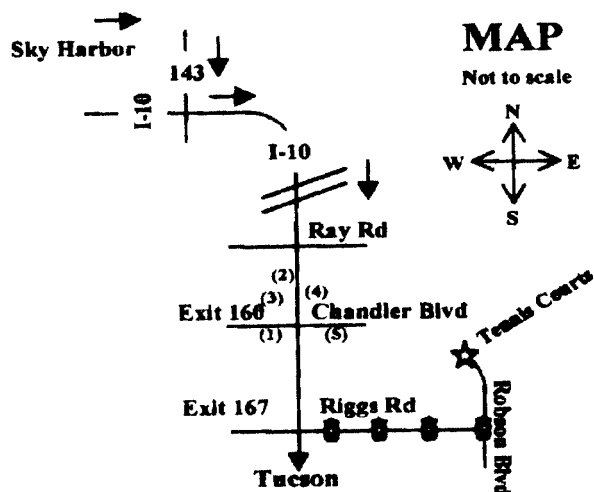 MAP
Not to scale
Sky Harbor
143
I-10
I-10
N
W E
S
Ray Rd
(2)
(3) (4)
Exit 160 Chandler Blvd
(1) (5)
Tennis Courts
Exit 167 Riggs Rd
Robson Blvd
Tucson